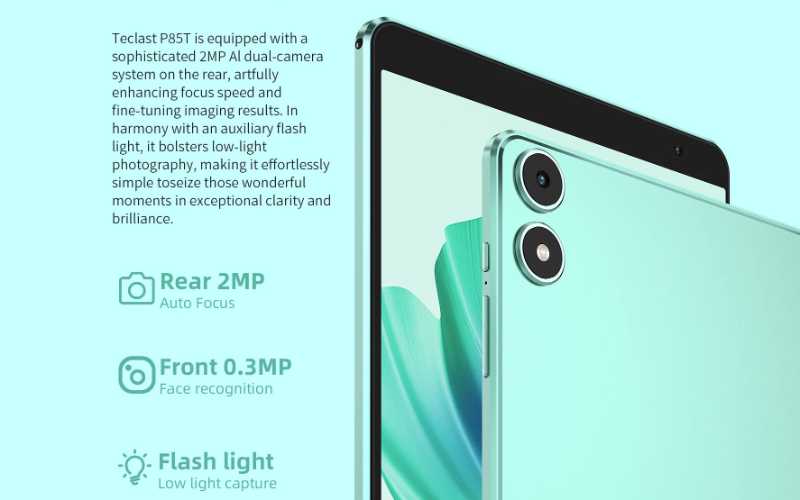 Teclast P85T is equipped with a
sophisticated 2MP Al dual-camera
system on the rear, artfully
enhancing focus speed and
fine-tuning imaging results. In
harmony with an auxiliary flash
light, it bolsters low-light
photography, making it effortlessly
simple toseize those wonderful
moments in exceptional clarity and
brilliance.
Rear 2MP
Auto Focus
Front 0.3MP
Face recognition
Flash light
Low light capture